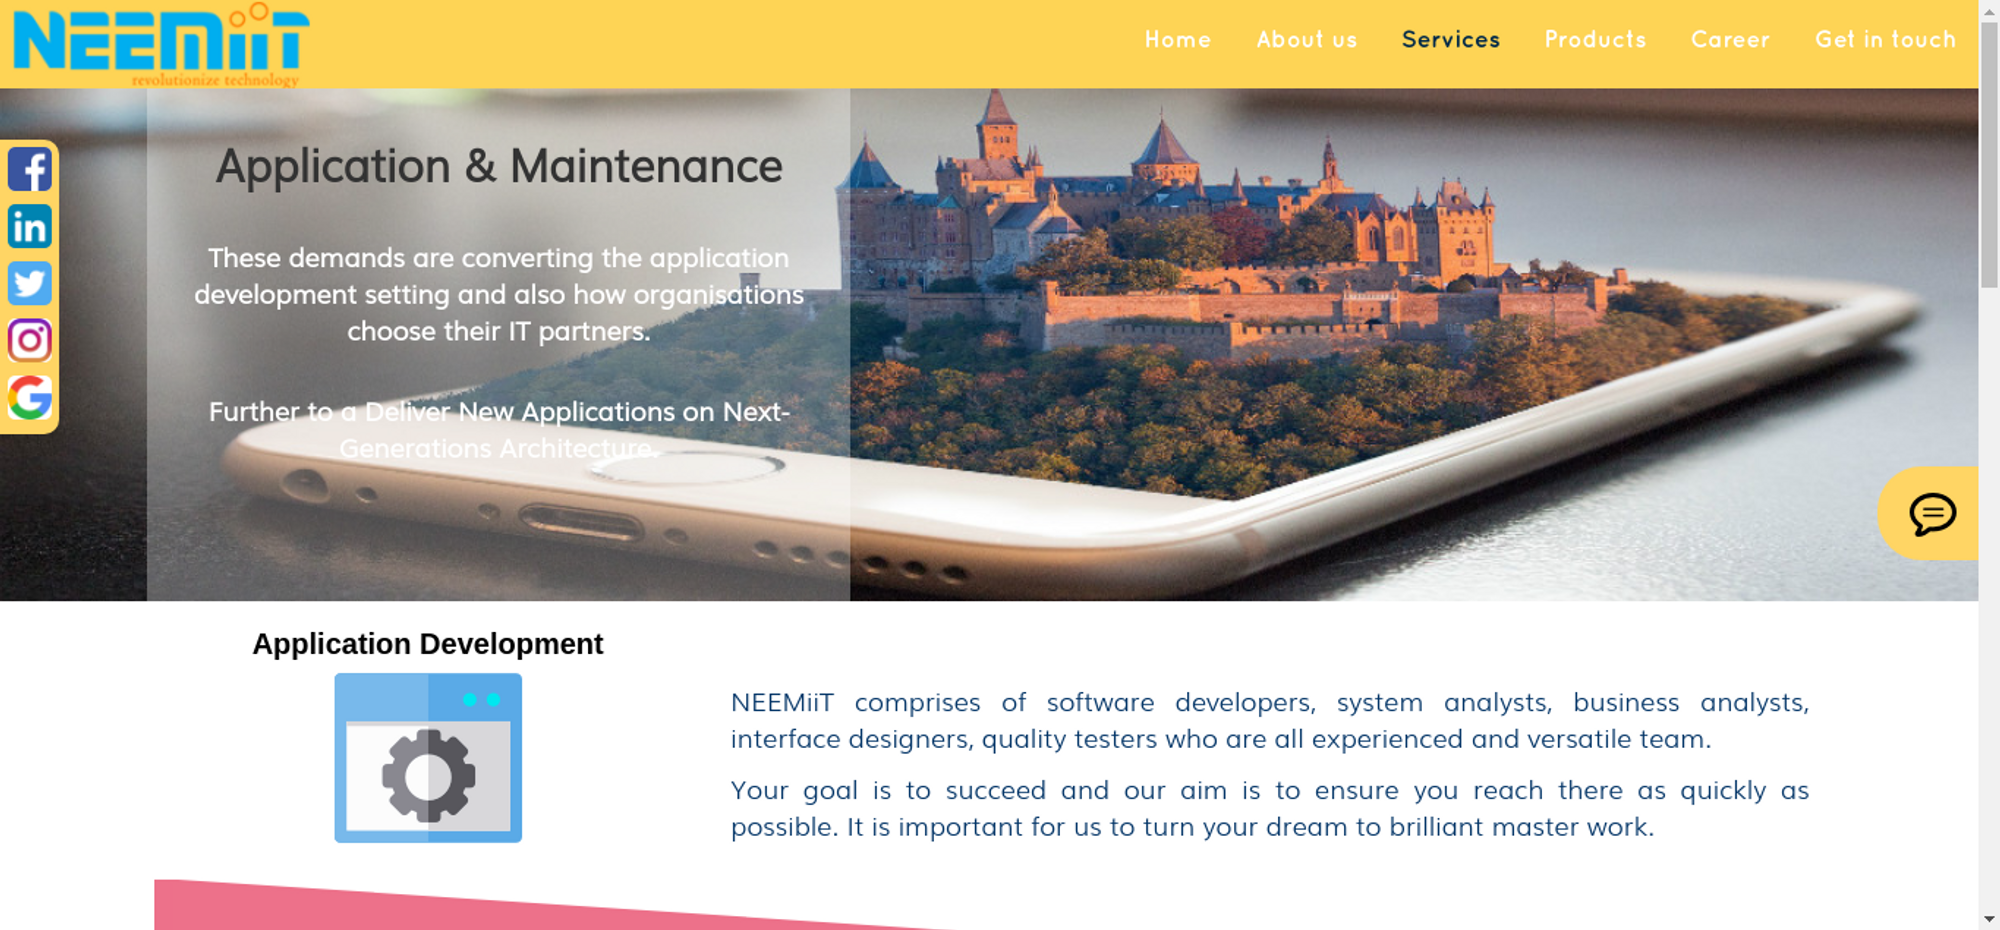 NEEMiiT
revolutionize technology
Home About us Services Products Career Get in touch
Application & Maintenance
These demands are converting the application
development setting and also how organisations
choose their IT partners.
Further to a Deliver New Applications on Next-
Generations Architecture.
Application Development
NEEMiiT comprises of software developers, system analysts, business analysts,
interface designers, quality testers who are all experienced and versatile team.
Your goal is to succeed and our aim is to ensure you reach there as quickly as
possible. It is important for us to turn your dream to brilliant master work.